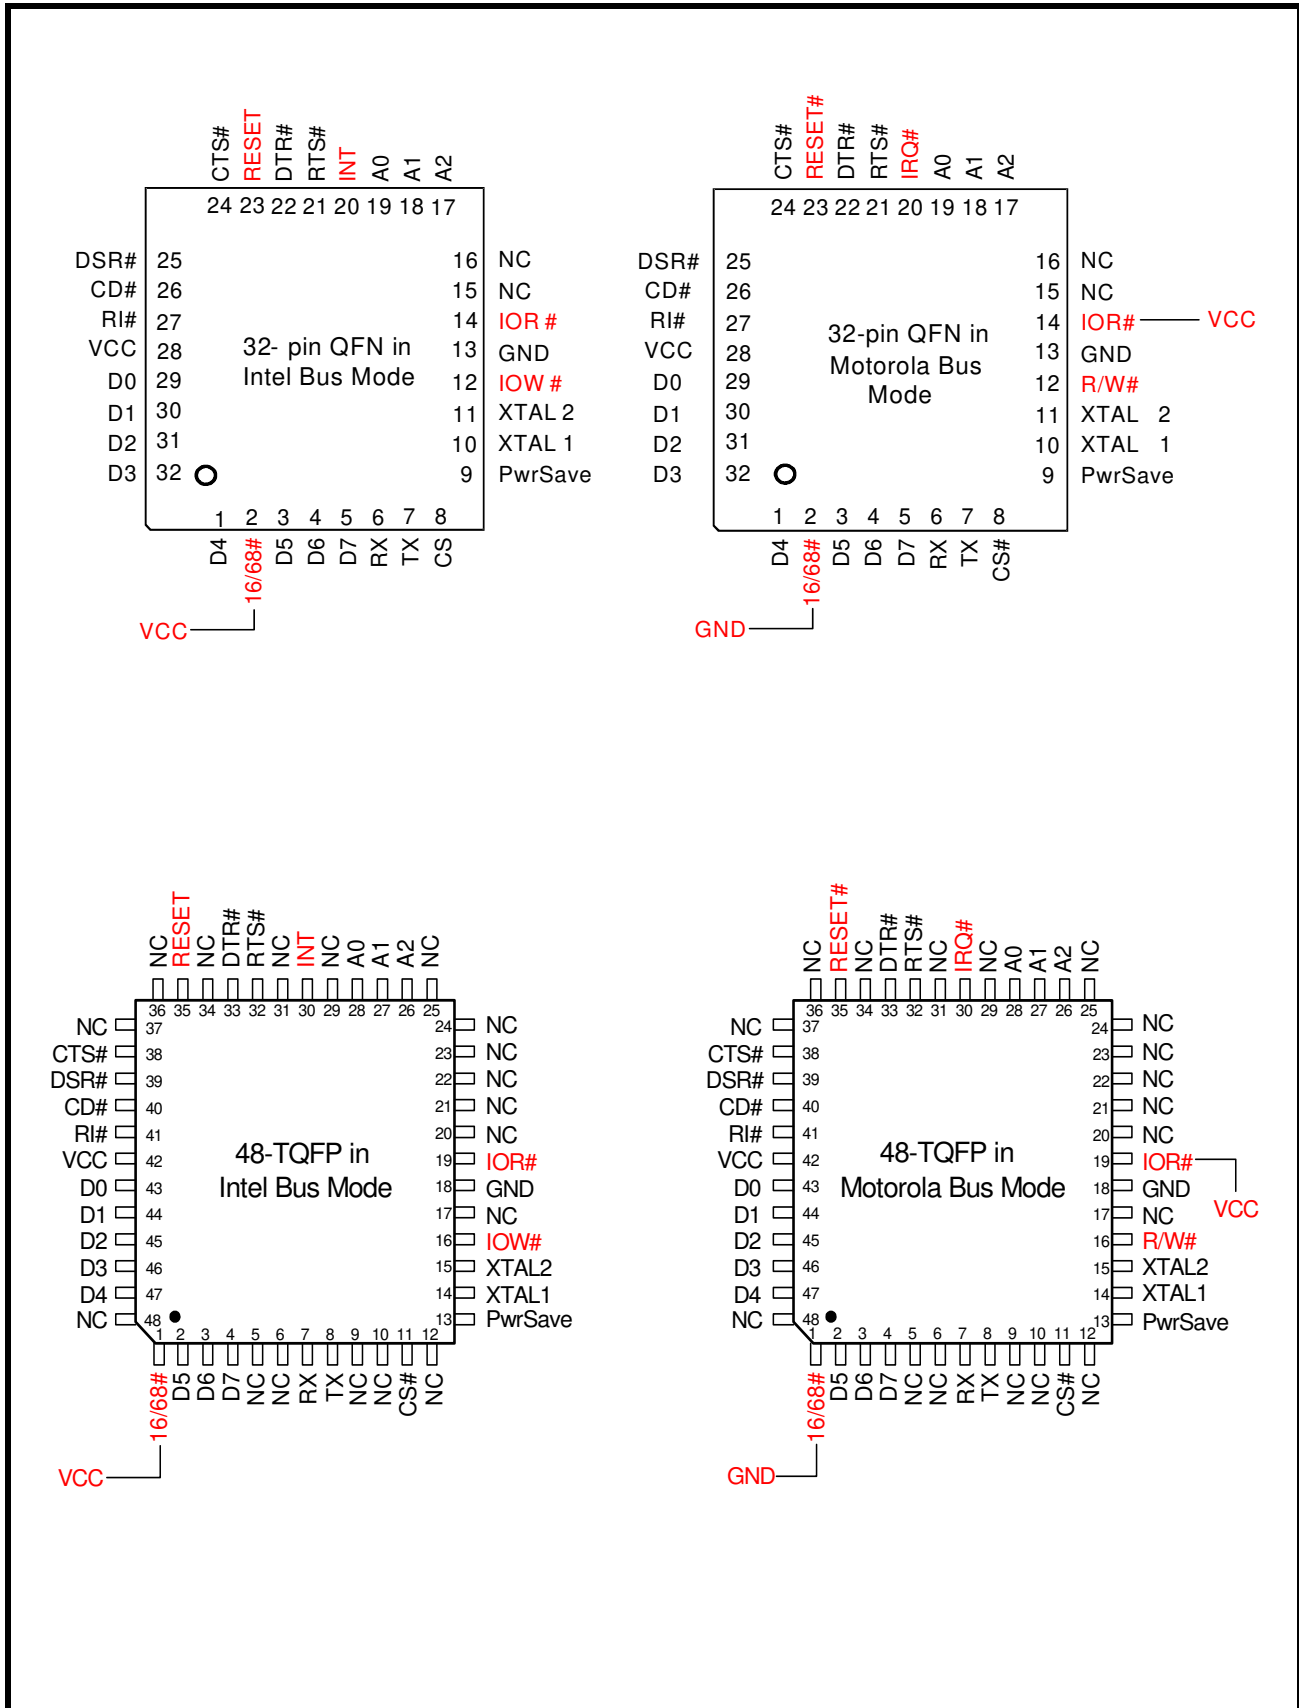 CTS# RESET DTR# RTS# INT A0 A1 A2
24 23 22 21 20 19 18 17
DSR# 25 16 NC
CD# 26 15 NC
RI# 27 14 IOR #
VCC 28 13 GND
D0 29 12 IOW #
D1 30 11 XTAL 2
D2 31 10 XTAL 1
D3 32 9 PwrSave
32- pin QFN in
Intel Bus Mode
1 2 3 4 5 6 7 8
D4 16/68# D5 D6 D7 RX TX CS
VCC
CTS# RESET# DTR# RTS# IRQ# A0 A1 A2
24 23 22 21 20 19 18 17
DSR# 25 16 NC
CD# 26 15 NC
RI# 27 14 IOR# VCC
VCC 28 13 GND
D0 29 12 R/W#
D1 30 11 XTAL 2
D2 31 10 XTAL 1
D3 32 9 PwrSave
32-pin QFN in
Motorola Bus
Mode
1 2 3 4 5 6 7 8
D4 16/68# D5 D6 D7 RX TX CS#
GND
NC RESET NC DTR# RTS# NC INT NC A0 A1 A2 NC
36 35 34 33 32 31 30 29 28 27 26 25
NC 37 24 NC
CTS# 38 23 NC
DSR# 39 22 NC
CD# 40 21 NC
RI# 41 20 NC
VCC 42 19 IOR#
D0 43 18 GND
D1 44 17 NC
D2 45 16 IOW#
D3 46 15 XTAL2
D4 47 14 XTAL1
NC 48 13 PwrSave
48-TQFP in
Intel Bus Mode
1 2 3 4 5 6 7 8 9 10 11 12
16/68# D5 D6 D7 NC NC RX TX NC NC CS# NC
VCC
NC RESET# NC DTR# RTS# NC IRQ# NC A0 A1 A2 NC
36 35 34 33 32 31 30 29 28 27 26 25
NC 37 24 NC
CTS# 38 23 NC
DSR# 39 22 NC
CD# 40 21 NC
RI# 41 20 NC
VCC 42 19 IOR#
D0 43 18 GND
VCC
D1 44 17 NC
D2 45 16 R/W#
D3 46 15 XTAL2
D4 47 14 XTAL1
NC 48 13 PwrSave
48-TQFP in
Motorola Bus Mode
1 2 3 4 5 6 7 8 9 10 11 12
16/68# D5 D6 D7 NC NC RX TX NC NC CS# NC
GND